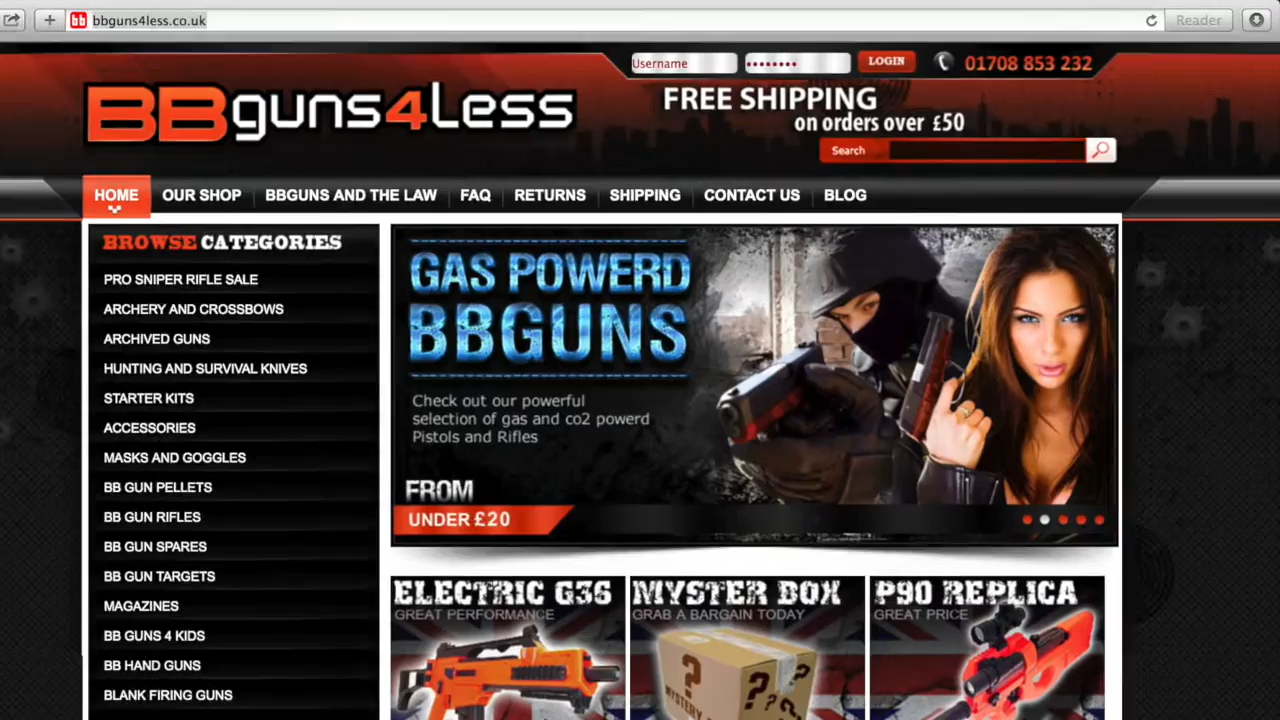 bb bbguns4less.co.uk
Reader
Username
••••••••
LOGIN
01708 853 232
BBguns4Less
FREE SHIPPING
on orders over £50
Search
HOME
OUR SHOP
BBGUNS AND THE LAW
FAQ
RETURNS
SHIPPING
CONTACT US
BLOG
BROWSE CATEGORIES
PRO SNIPER RIFLE SALE
ARCHERY AND CROSSBOWS
ARCHIVED GUNS
HUNTING AND SURVIVAL KNIVES
STARTER KITS
ACCESSORIES
MASKS AND GOGGLES
BB GUN PELLETS
BB GUN RIFLES
BB GUN SPARES
BB GUN TARGETS
MAGAZINES
BB GUNS 4 KIDS
BB HAND GUNS
BLANK FIRING GUNS
GAS POWERD
BBGUNS
Check out our powerful
selection of gas and co2 powerd
Pistols and Rifles
FROM
UNDER £20
ELECTRIC G36
GREAT PERFORMANCE
MYSTER BOX
GRAB A BARGAIN TODAY
P90 REPLICA
GREAT PRICE